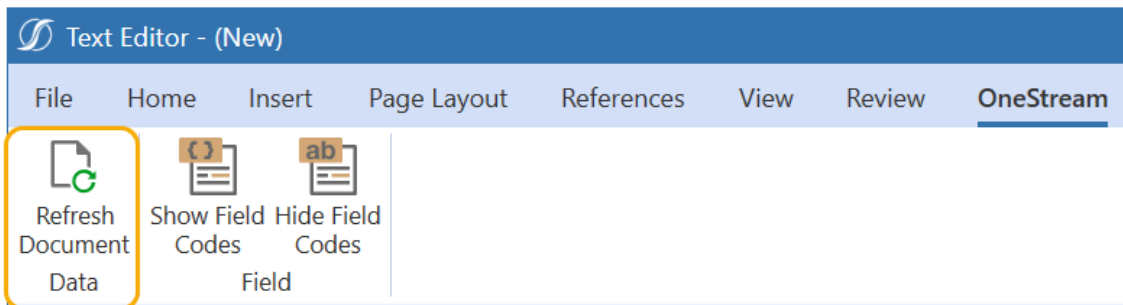 Text Editor - (New)
File Home Insert Page Layout References View Review OneStream
{ } ab
Refresh Show Field Hide Field
Document Codes Codes
Data Field